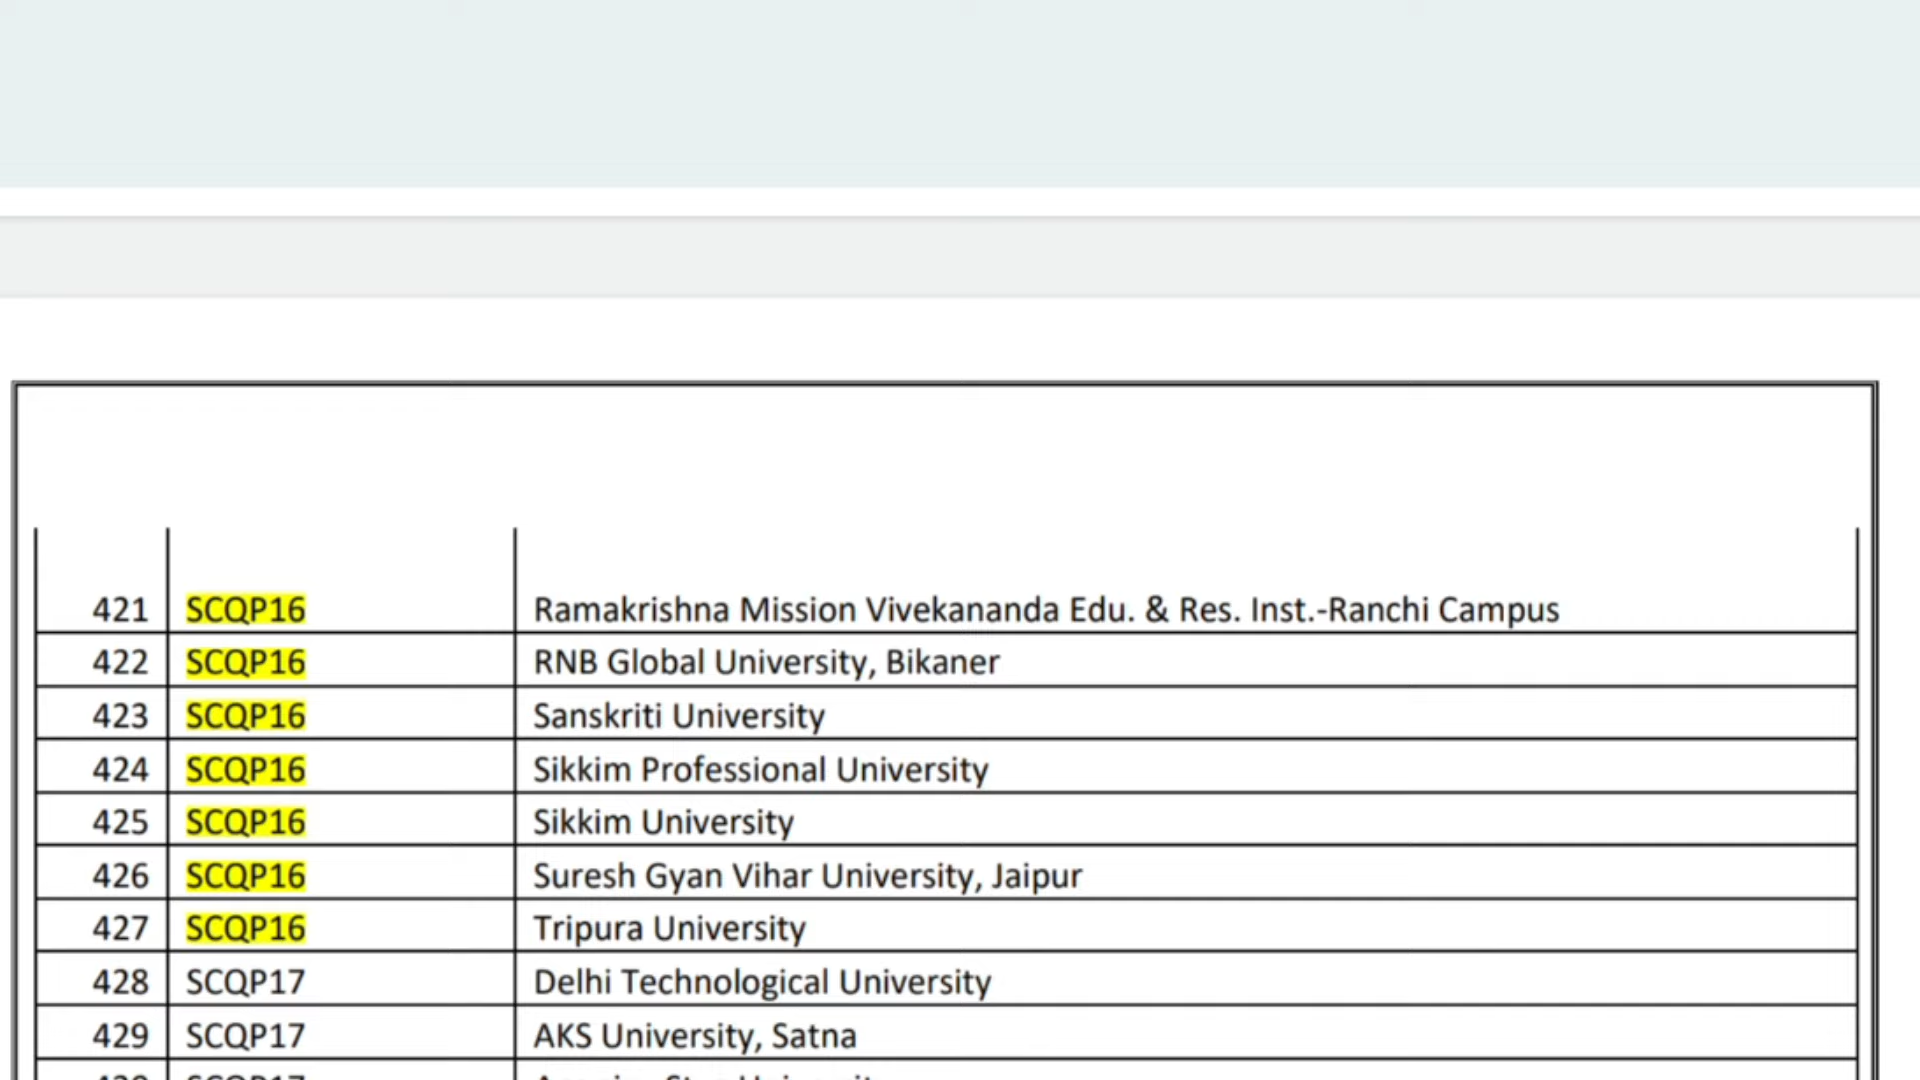 421 SCQP16 Ramakrishna Mission Vivekananda Edu. & Res. Inst.-Ranchi Campus
422 SCQP16 RNB Global University, Bikaner
423 SCQP16 Sanskriti University
424 SCQP16 Sikkim Professional University
425 SCQP16 Sikkim University
426 SCQP16 Suresh Gyan Vihar University, Jaipur
427 SCQP16 Tripura University
428 SCQP17 Delhi Technological University
429 SCQP17 AKS University, Satna